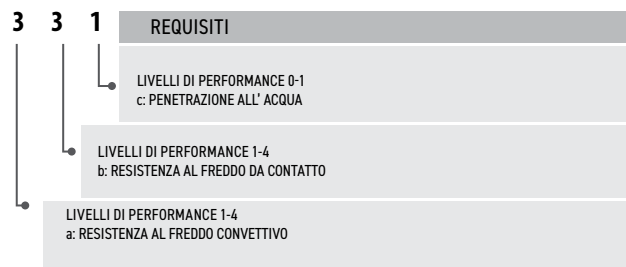 3 3 1 REQUISITI
LIVELLI DI PERFORMANCE 0-1
c: PENETRAZIONE ALL' ACQUA
LIVELLI DI PERFORMANCE 1-4
b: RESISTENZA AL FREDDO DA CONTATTO
LIVELLI DI PERFORMANCE 1-4
a: RESISTENZA AL FREDDO CONVETTIVO